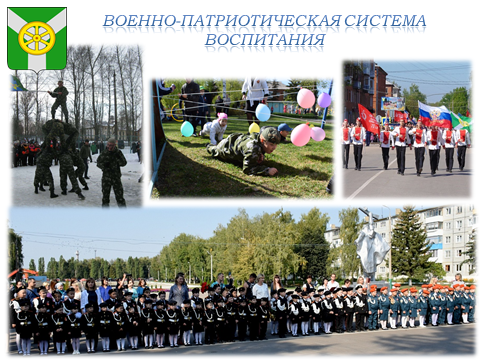 ВОЕННО-ПАТРИОТИЧЕСКАЯ СИСТЕМА
ВОСПИТАНИЯ